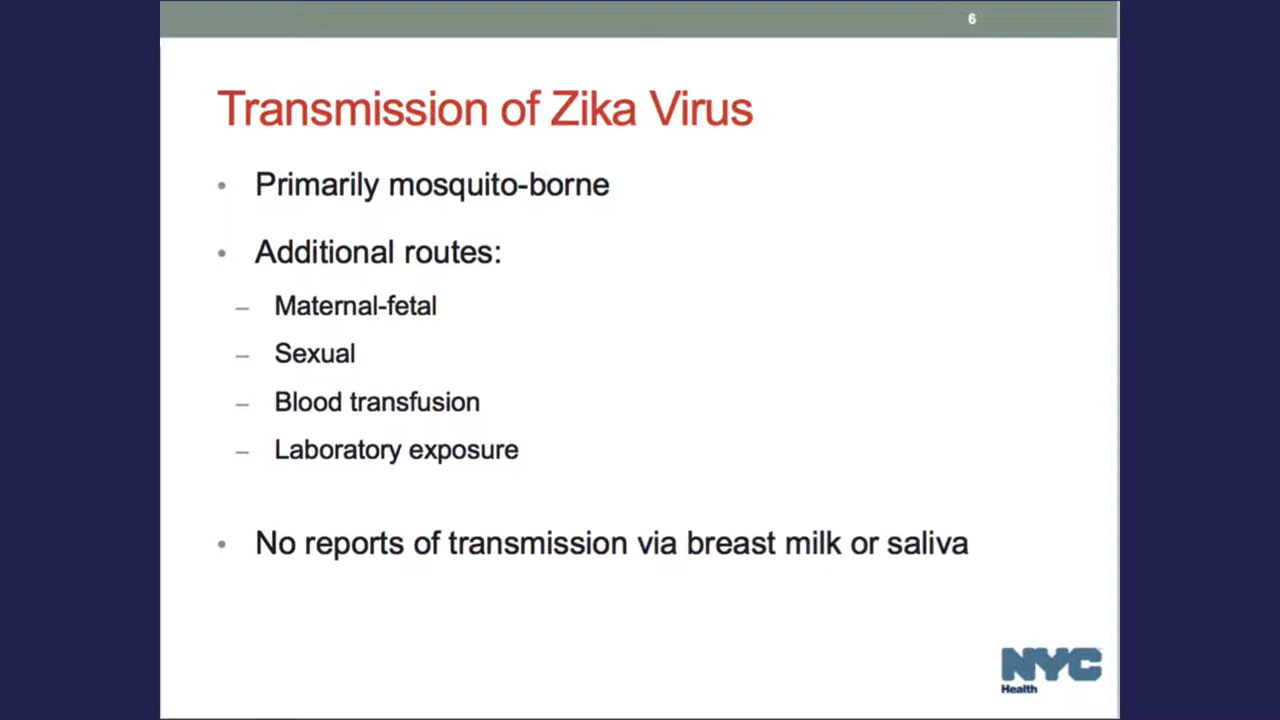 6
Transmission of Zika Virus
• Primarily mosquito-borne
• Additional routes:
– Maternal-fetal
– Sexual
– Blood transfusion
– Laboratory exposure
• No reports of transmission via breast milk or saliva
NYC
Health